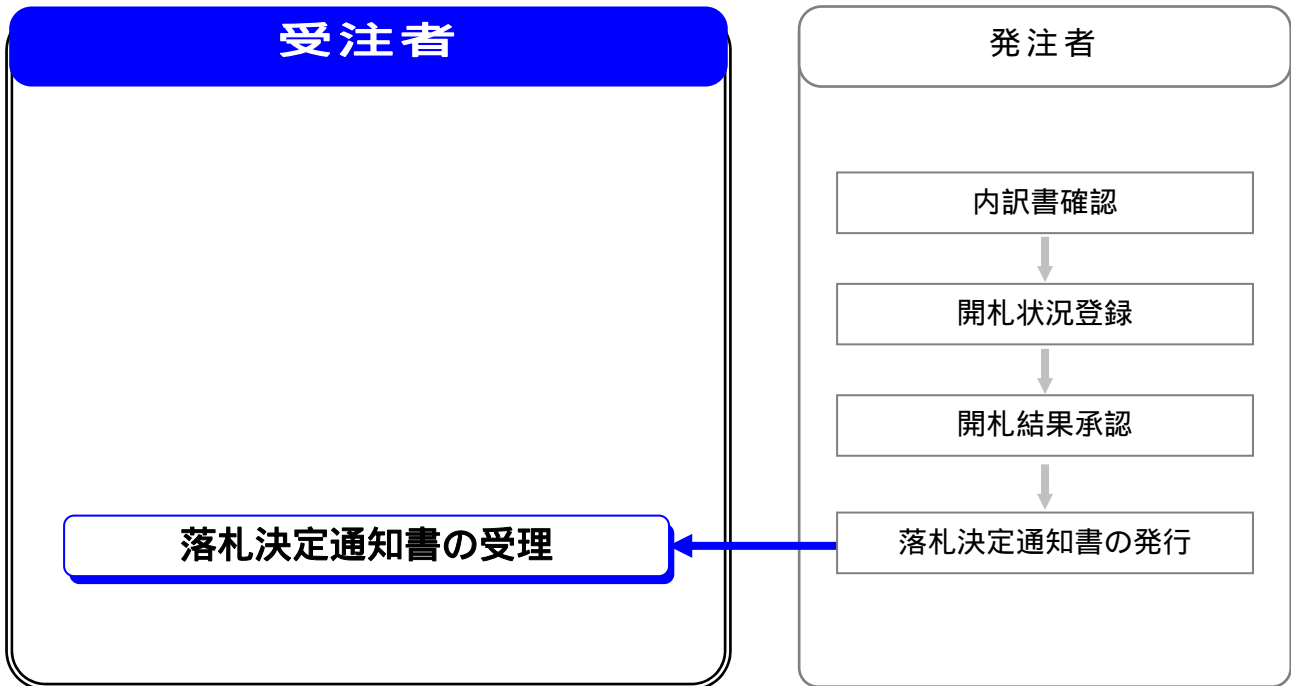 受注者
発注者
内訳書確認
開札状況登録
開札結果承認
落札決定通知書の受理
落札決定通知書の発行